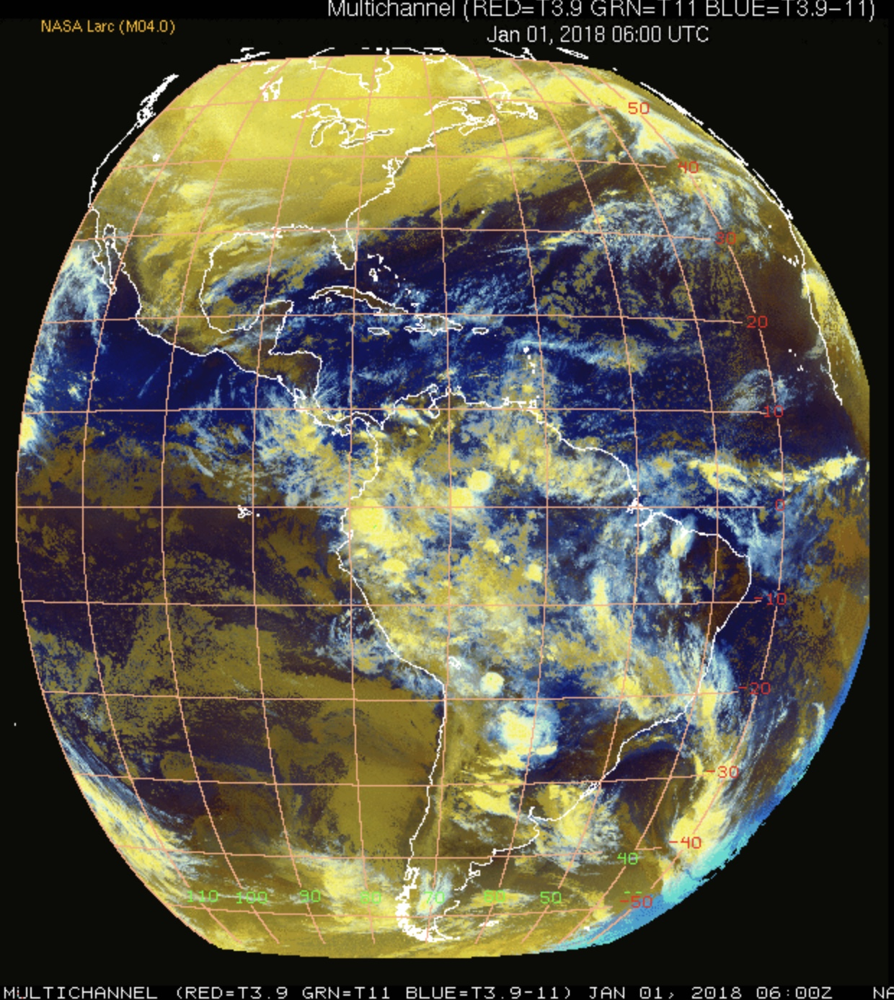 Multichannel (RED=T3.9 GRN=T11 BLUE=T3.9-11)
NASA Larc (M04.0)
Jan 01, 2018 06:00 UTC
50
40
30
20
10
0
-10
-20
-30
-40
40
110 100 90 80 70 60 50
-50
MULTICHANNEL (RED=T3.9 GRN=T11 BLUE=T3.9-11) JAN 01, 2018 06:00Z NA